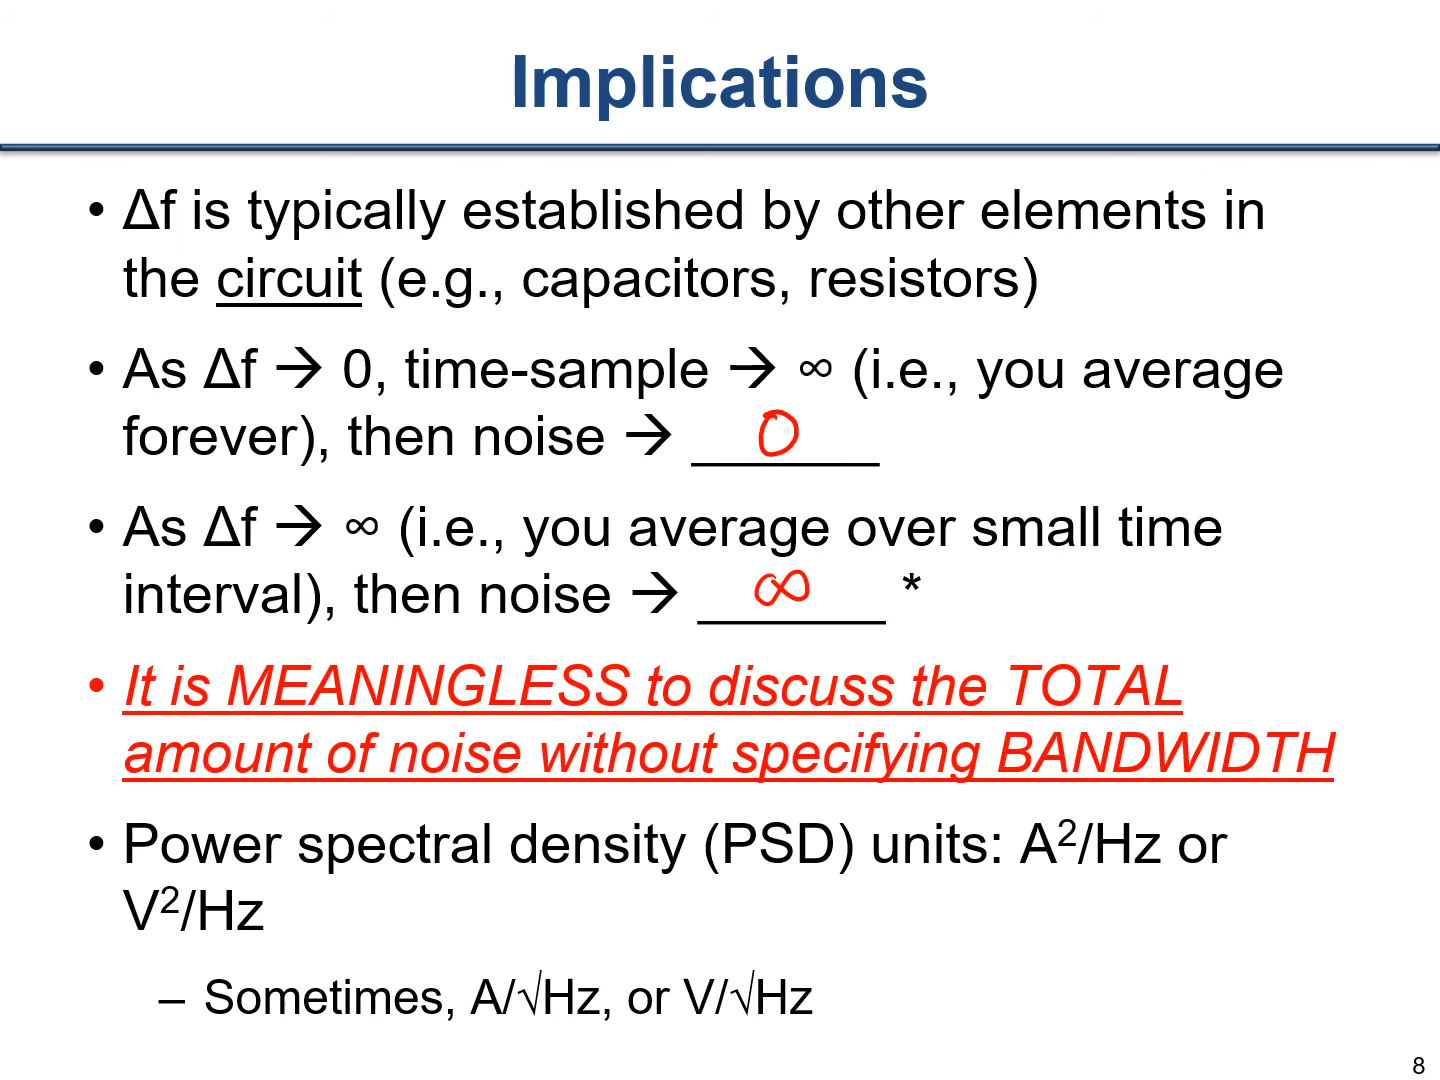 Implications
• Δf is typically established by other elements in
the circuit (e.g., capacitors, resistors)
• As Δf → 0, time-sample → ∞ (i.e., you average
forever), then noise → ___0___
• As Δf → ∞ (i.e., you average over small time
interval), then noise → ___∞___ *
• It is MEANINGLESS to discuss the TOTAL
amount of noise without specifying BANDWIDTH
• Power spectral density (PSD) units: A²/Hz or
V²/Hz
– Sometimes, A/√Hz, or V/√Hz
8